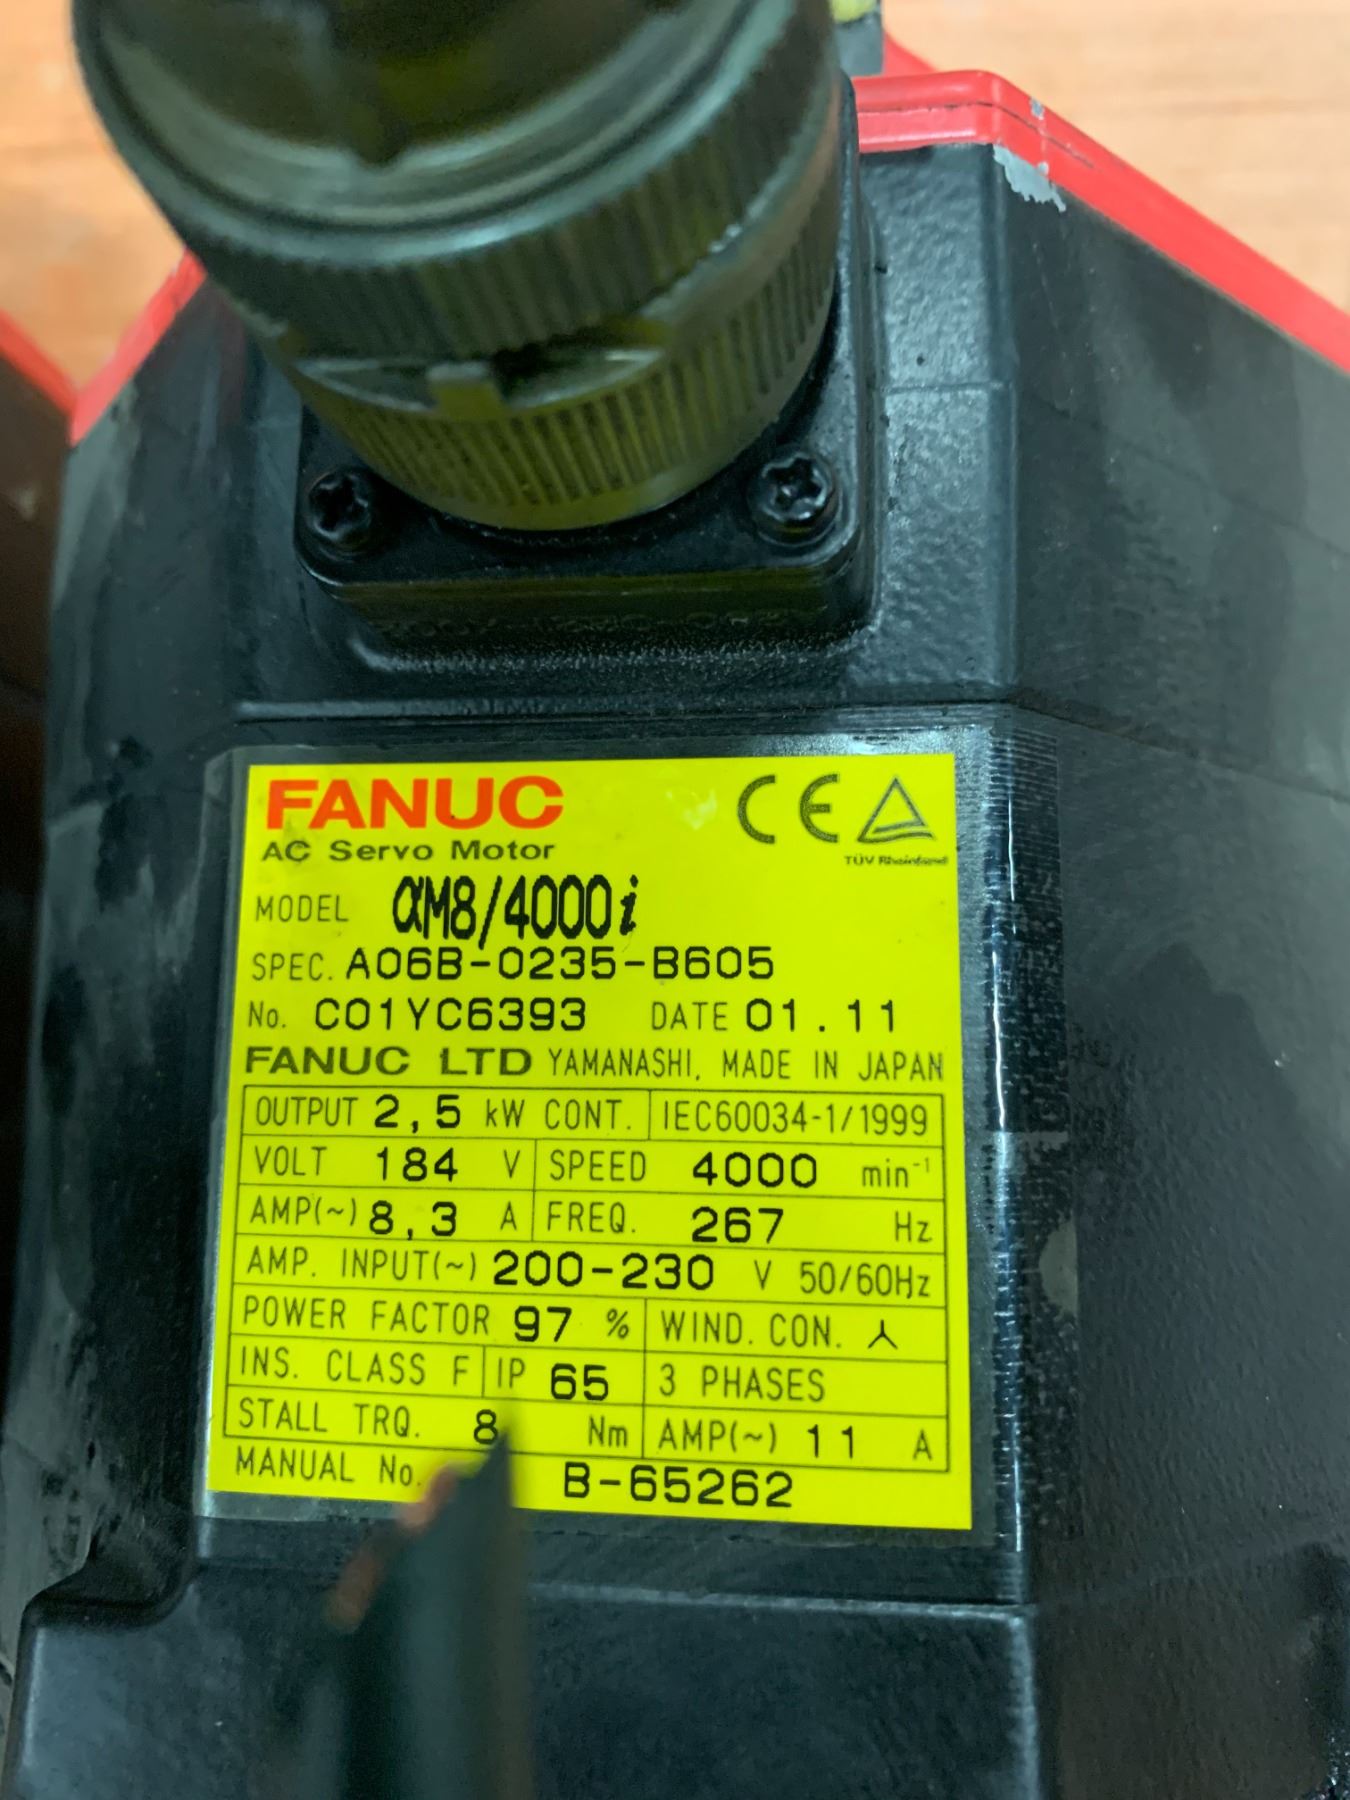 FANUC CE
AC Servo Motor TÜV Rheinland
MODEL αM8/4000i
SPEC. A06B-0235-B605
No. C01YC6393 DATE 01.11
FANUC LTD YAMANASHI, MADE IN JAPAN
OUTPUT 2,5 kW CONT. IEC60034-1/1999
VOLT 184 V SPEED 4000 min⁻¹
AMP(~) 8,3 A FREQ. 267 Hz
AMP. INPUT(~) 200-230 V 50/60Hz
POWER FACTOR 97 % WIND. CON. 人
INS. CLASS F IP 65 3 PHASES
STALL TRQ. 8 Nm AMP(~) 11 A
MANUAL No. B-65262